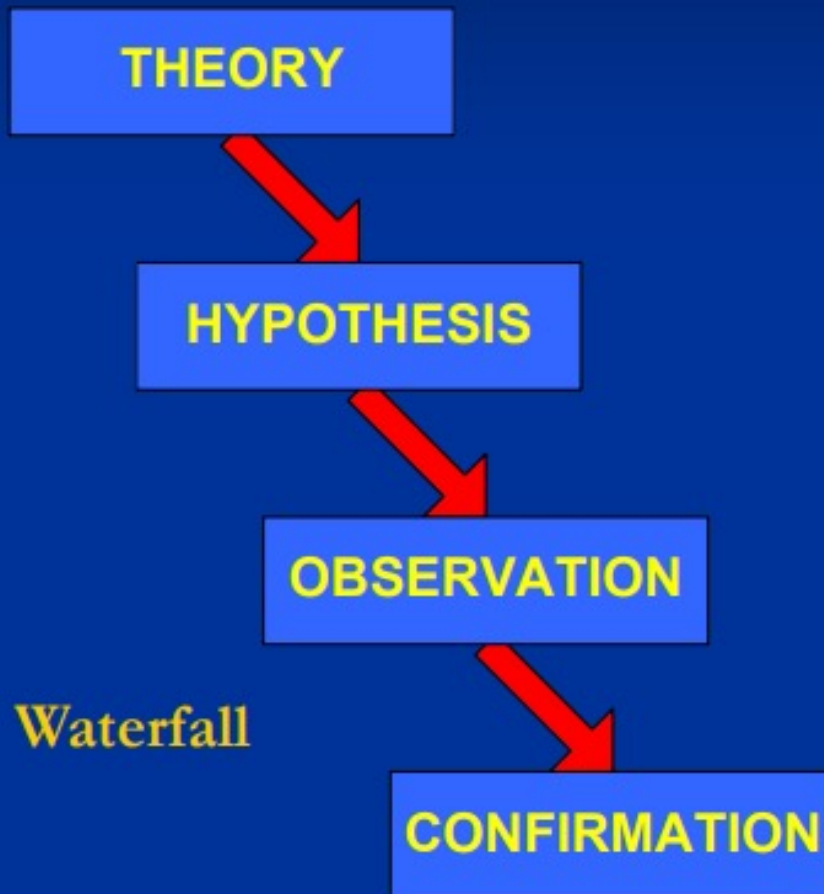 THEORY
HYPOTHESIS
OBSERVATION
Waterfall
CONFIRMATION